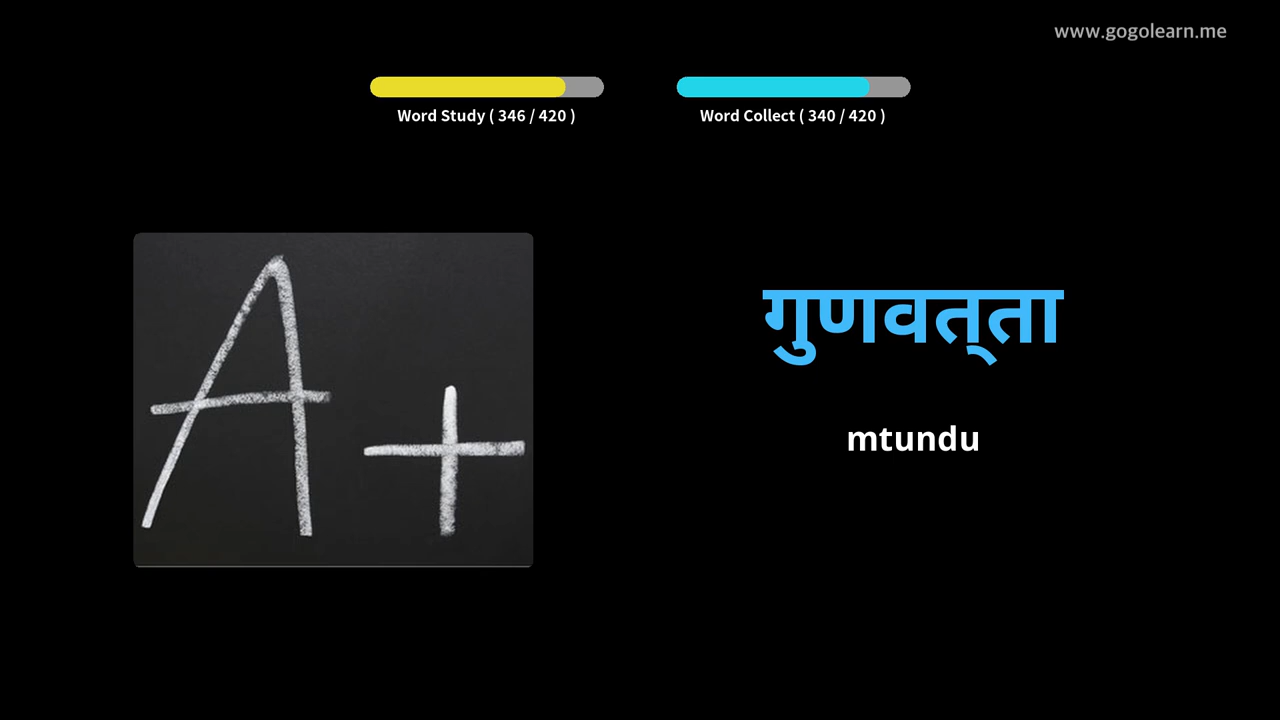 www.gogolearn.me
Word Study ( 346 / 420 )
Word Collect ( 340 / 420 )
A+
गुणवत्‌ता
mtundu